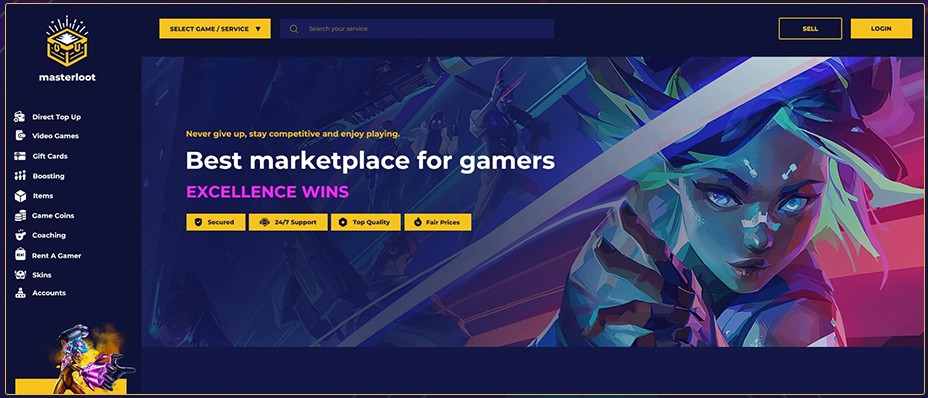 masterloot
SELECT GAME / SERVICE ▼
Search your service
SELL
LOGIN
Direct Top Up
Video Games
Gift Cards
Boosting
Items
Game Coins
Coaching
Rent A Gamer
Skins
Accounts
Never give up, stay competitive and enjoy playing.
Best marketplace for gamers
EXCELLENCE WINS
Secured
24/7 Support
Top Quality
Fair Prices